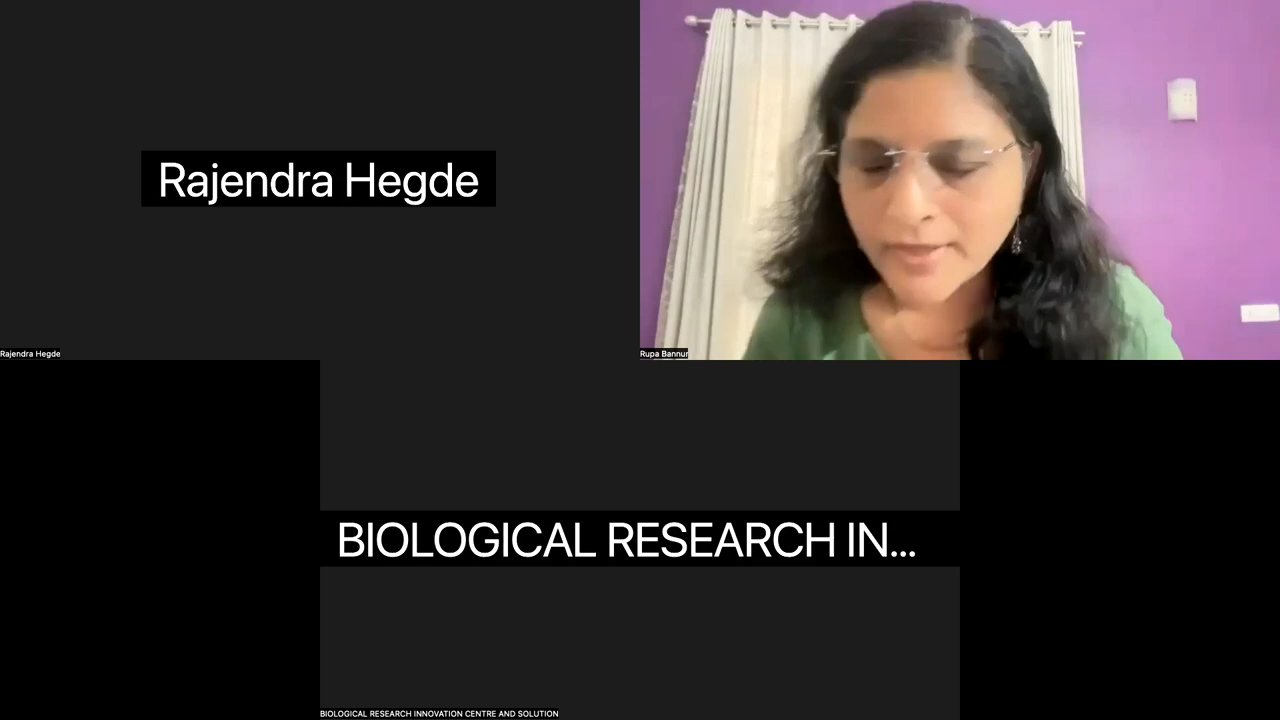 Rajendra Hegde
Rajendra Hegde
Rupa Bannur
BIOLOGICAL RESEARCH IN...
BIOLOGICAL RESEARCH INNOVATION CENTRE AND SOLUTION